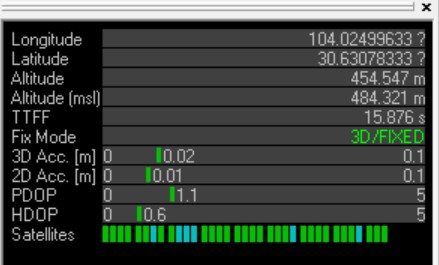 Longitude 104.02499633 ?
Latitude 30.63078333 ?
Altitude 454.547 m
Altitude (msl) 484.321 m
TTFF 15.876 s
Fix Mode 3D/FIXED
3D Acc. [m] 0 0.02 0.1
2D Acc. [m] 0 0.01 0.1
PDOP 0 1.1 5
HDOP 0 0.6 5
Satellites